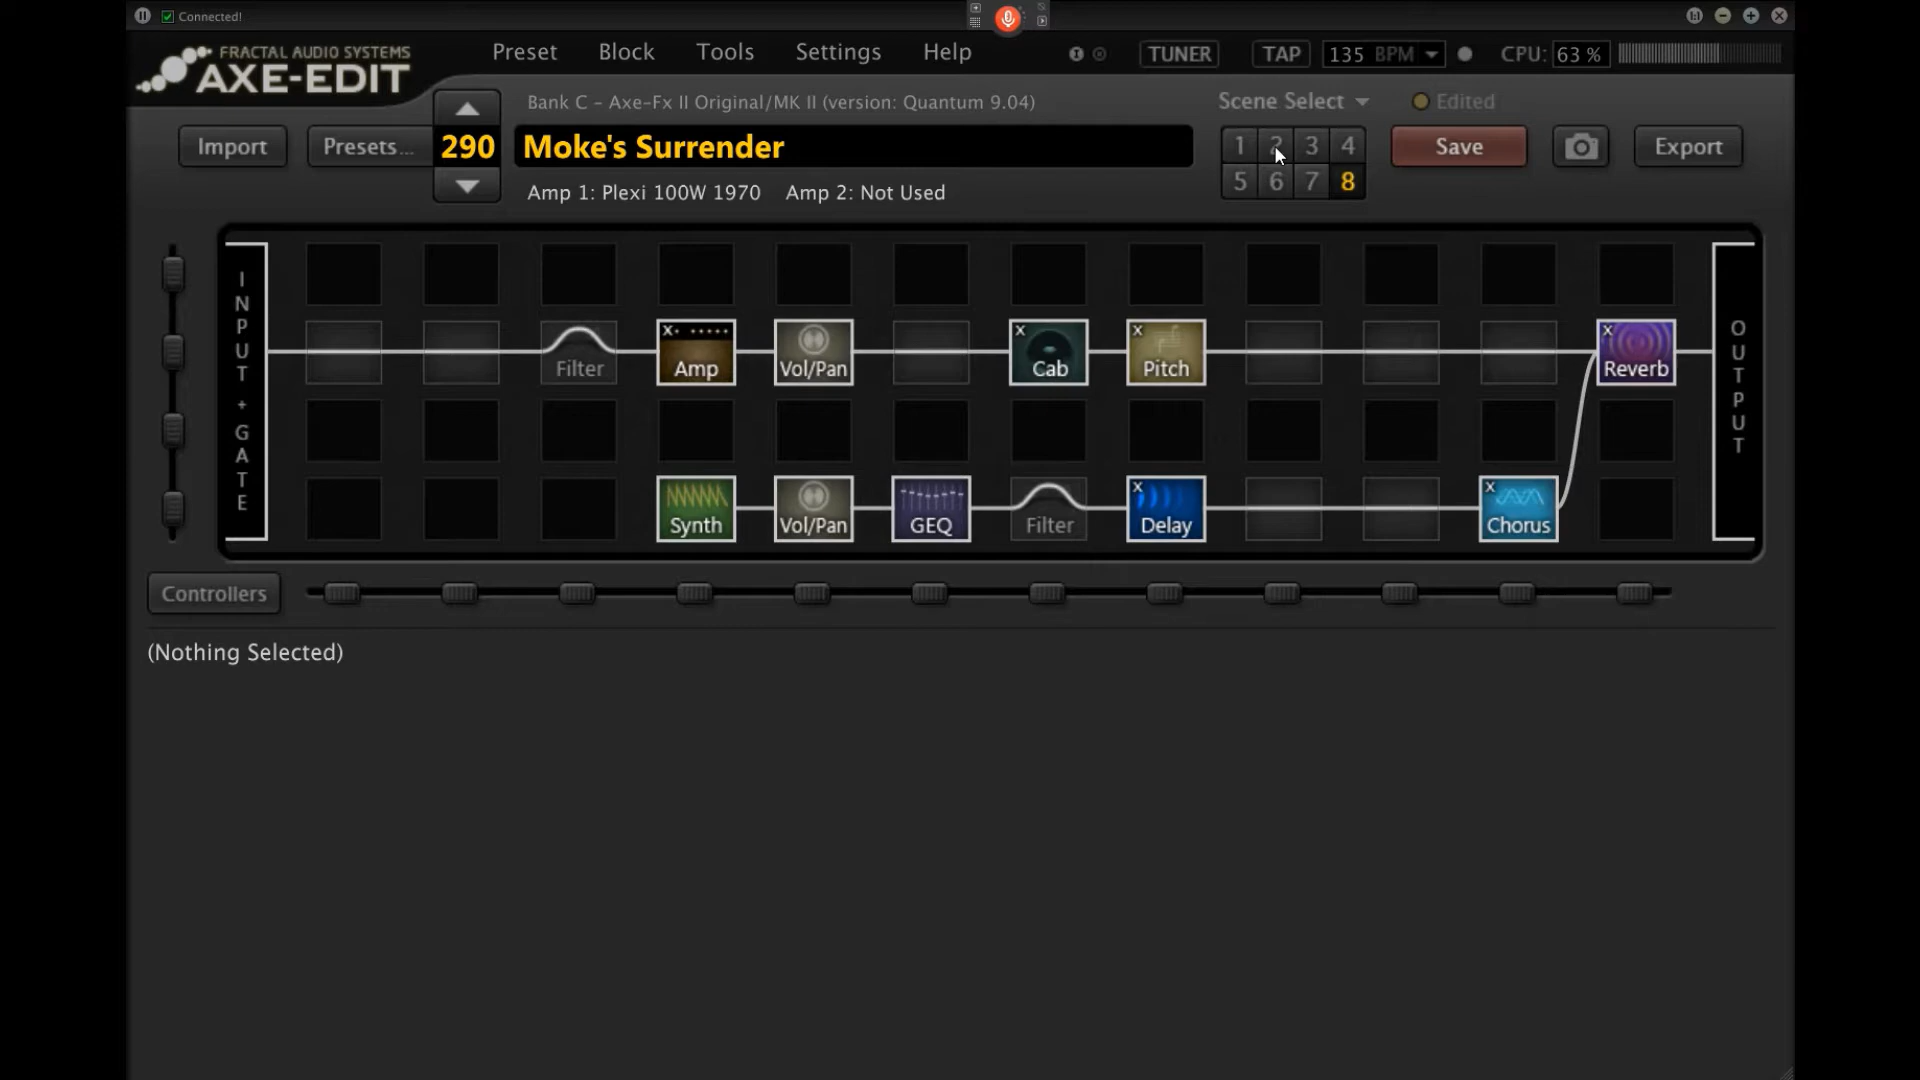 Connected!
FRACTAL AUDIO SYSTEMS
AXE-EDIT
Preset Block Tools Settings Help
TUNER TAP 135 BPM CPU: 63 %
Bank C – Axe-Fx II Original/MK II (version: Quantum 9.04)
Scene Select Edited
Import Presets... 290 Moke's Surrender 1 2 3 4 Save Export
Amp 1: Plexi 100W 1970 Amp 2: Not Used 5 6 7 8
INPUT + GATE
Filter X Amp Vol/Pan X Cab X Pitch X Reverb
OUTPUT
Synth Vol/Pan GEQ Filter X Delay X Chorus
Controllers
(Nothing Selected)